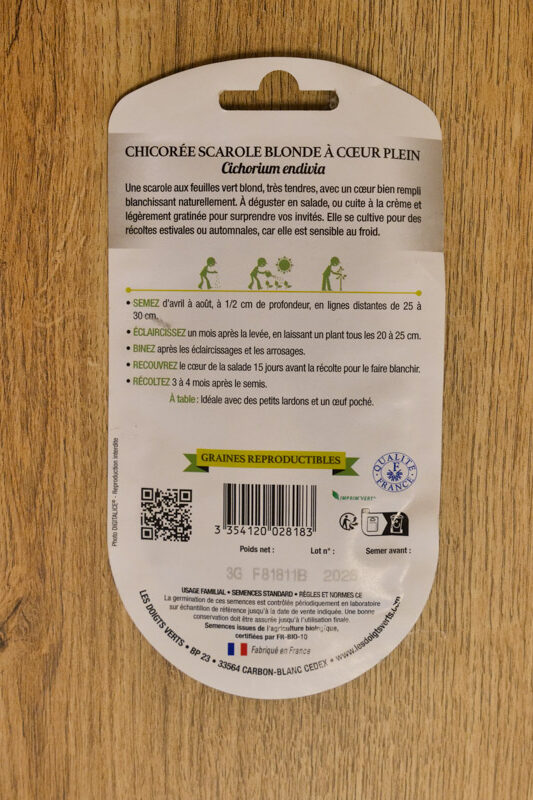 CHICORÉE SCAROLE BLONDE À CŒUR PLEIN
Cichorium endivia
Une scarole aux feuilles vert blond, très tendres, avec un cœur bien rempli
blanchissant naturellement. À déguster en salade, ou cuite à la crème et
légèrement gratinée pour surprendre vos invités. Elle se cultive pour des
récoltes estivales ou automnales, car elle est sensible au froid.
• SEMEZ d'avril à août, à 1/2 cm de profondeur, en lignes distantes de 25 à
30 cm.
• ÉCLAIRCISSEZ un mois après la levée, en laissant un plant tous les 20 à 25 cm.
• BINEZ après les éclaircissages et les arrosages.
• RECOUVREZ le cœur de la salade 15 jours avant la récolte pour le faire blanchir.
• RÉCOLTEZ 3 à 4 mois après le semis.
À table : Idéale avec des petits lardons et un œuf poché.
Photo DIGITALICE® - Reproduction interdite
GRAINES REPRODUCTIBLES
QUALITÉ
F
FRANCE
IMPRIM'VERT®
3 354120 028183
Poids net :
Lot n° :
Semer avant :
3G F81811B 2026
USAGE FAMILIAL • SEMENCES STANDARD • RÈGLES ET NORMES CE
La germination de ces semences est contrôlée périodiquement en laboratoire
sur échantillon de référence jusqu'à la date de vente indiquée. Une bonne
conservation doit être assurée jusqu'à l'utilisation finale.
Semences issues de l'agriculture biologique,
certifiées par FR-BIO-10
Fabriqué en France
LES DOIGTS VERTS • BP 23 • 33564 CARBON-BLANC CEDEX • www.lesdoigtsverts.com